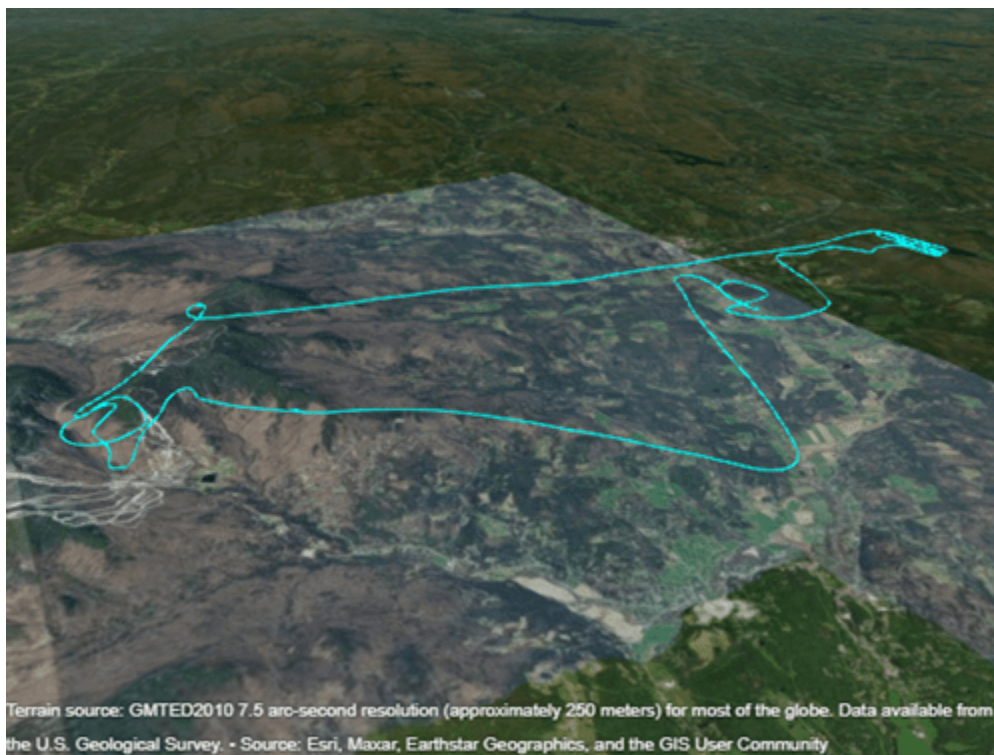 Terrain source: GMTED2010 7.5 arc-second resolution (approximately 250 meters) for most of the globe. Data available from
the U.S. Geological Survey. • Source: Esri, Maxar, Earthstar Geographics, and the GIS User Community